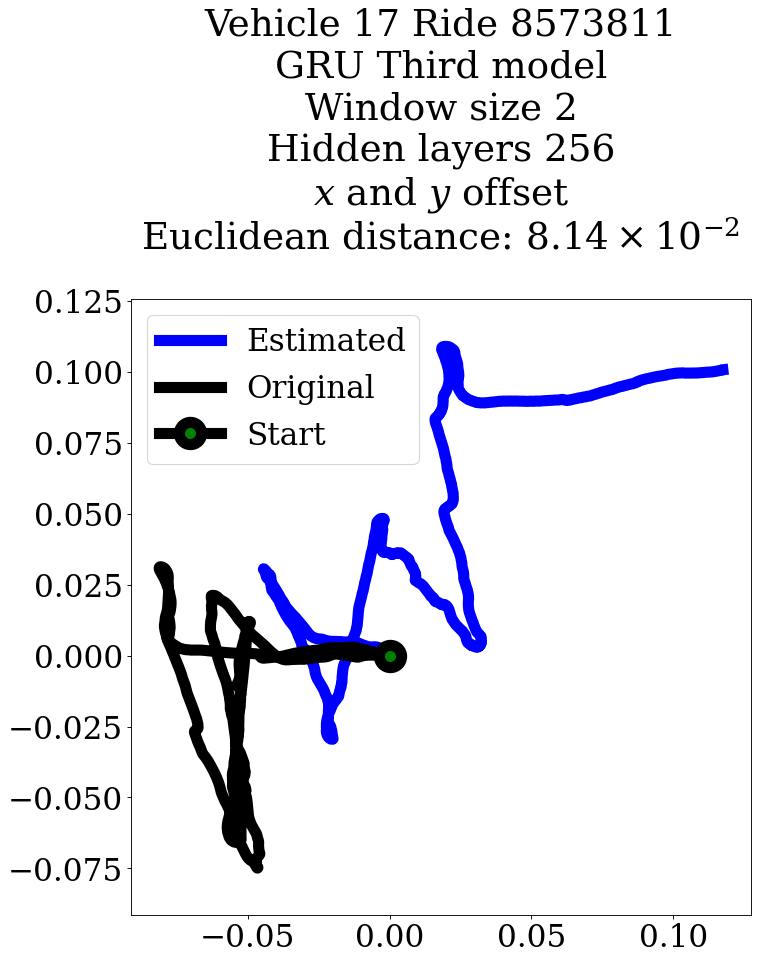 Vehicle 17 Ride 8573811
GRU Third model
Window size 2
Hidden layers 256
x and y offset
Euclidean distance: 8.14 × 10⁻²
0.125
0.100
0.075
0.050
0.025
0.000
−0.025
−0.050
−0.075
Estimated
Original
Start
−0.05 0.00 0.05 0.10